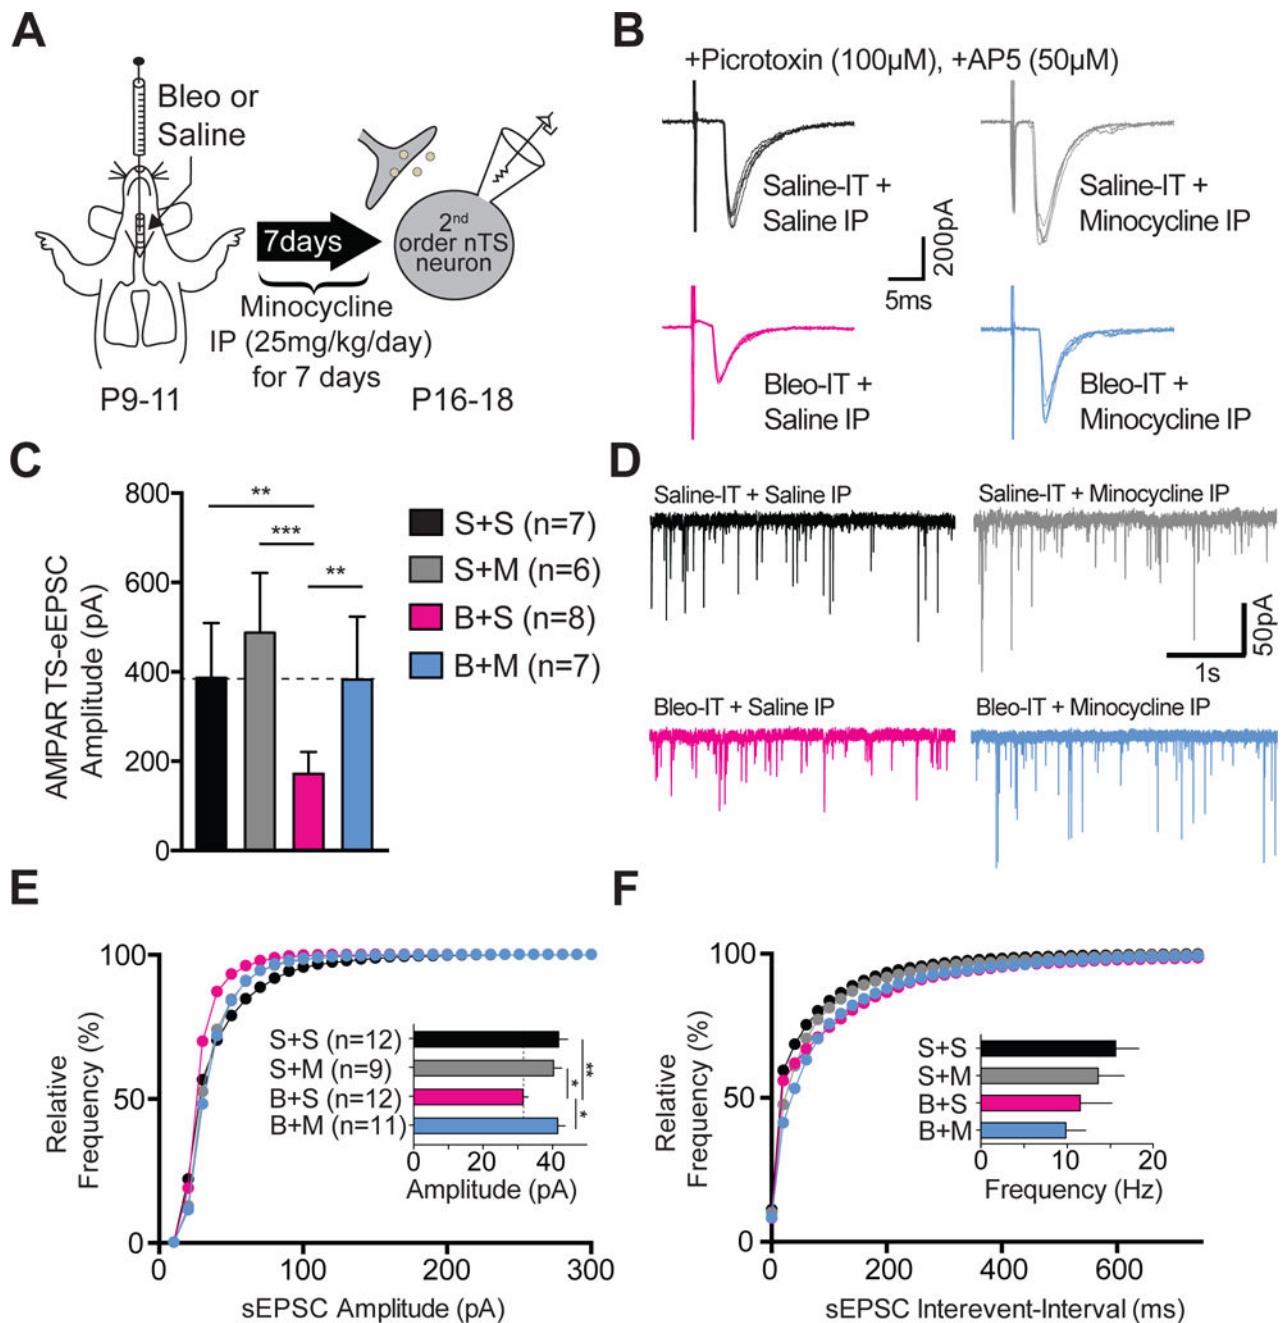 A
Bleo or
Saline
7days
2nd
order nTS
neuron
Minocycline
IP (25mg/kg/day)
for 7 days
P9-11
P16-18
B
+Picrotoxin (100µM), +AP5 (50µM)
Saline-IT +
Saline IP
Saline-IT +
Minocycline IP
200pA
5ms
Bleo-IT +
Saline IP
Bleo-IT +
Minocycline IP
C
AMPAR TS-eEPSC
Amplitude (pA)
800
600
400
200
0
**
***
**
S+S (n=7)
S+M (n=6)
B+S (n=8)
B+M (n=7)
D
Saline-IT + Saline IP
Saline-IT + Minocycline IP
50pA
1s
Bleo-IT + Saline IP
Bleo-IT + Minocycline IP
E
Relative
Frequency (%)
100
50
0
0
100
200
300
sEPSC Amplitude (pA)
S+S (n=12)
S+M (n=9)
B+S (n=12)
B+M (n=11)
**
*
*
0
20
40
Amplitude (pA)
F
Relative
Frequency (%)
100
50
0
0
200
400
600
sEPSC Interevent-Interval (ms)
S+S
S+M
B+S
B+M
0
10
20
Frequency (Hz)